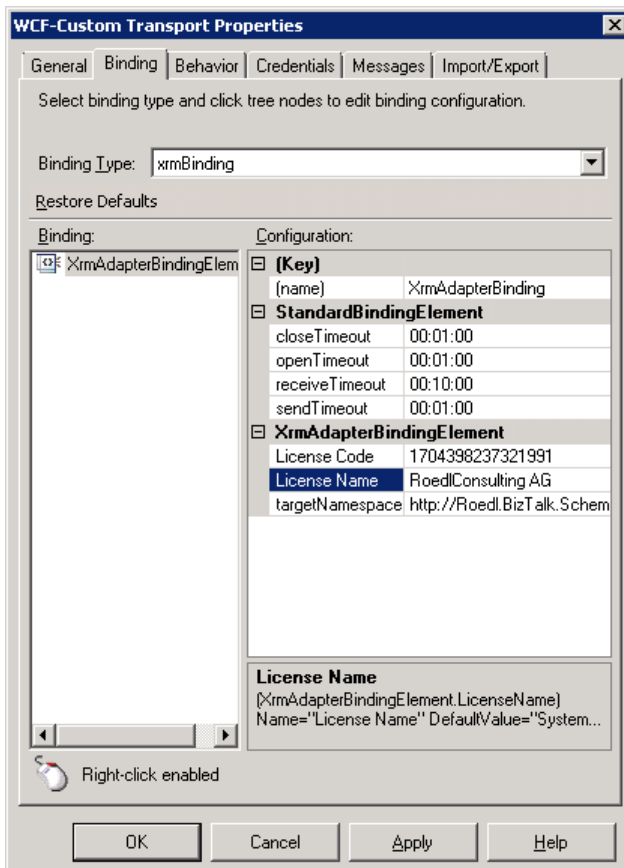 WCF-Custom Transport Properties
General Binding Behavior Credentials Messages Import/Export
Select binding type and click tree nodes to edit binding configuration.
Binding Type: xrmBinding
Restore Defaults
Binding: Configuration:
XrmAdapterBindingElem
(Key)
(name) XrmAdapterBinding
StandardBindingElement
closeTimeout 00:01:00
openTimeout 00:01:00
receiveTimeout 00:10:00
sendTimeout 00:01:00
XrmAdapterBindingElement
License Code 1704398237321991
License Name RoedlConsulting AG
targetNamespace http://Roedl.BizTalk.Schem
License Name
(XrmAdapterBindingElement.LicenseName)
Name="License Name" DefaultValue="System...
Right-click enabled
OK Cancel Apply Help